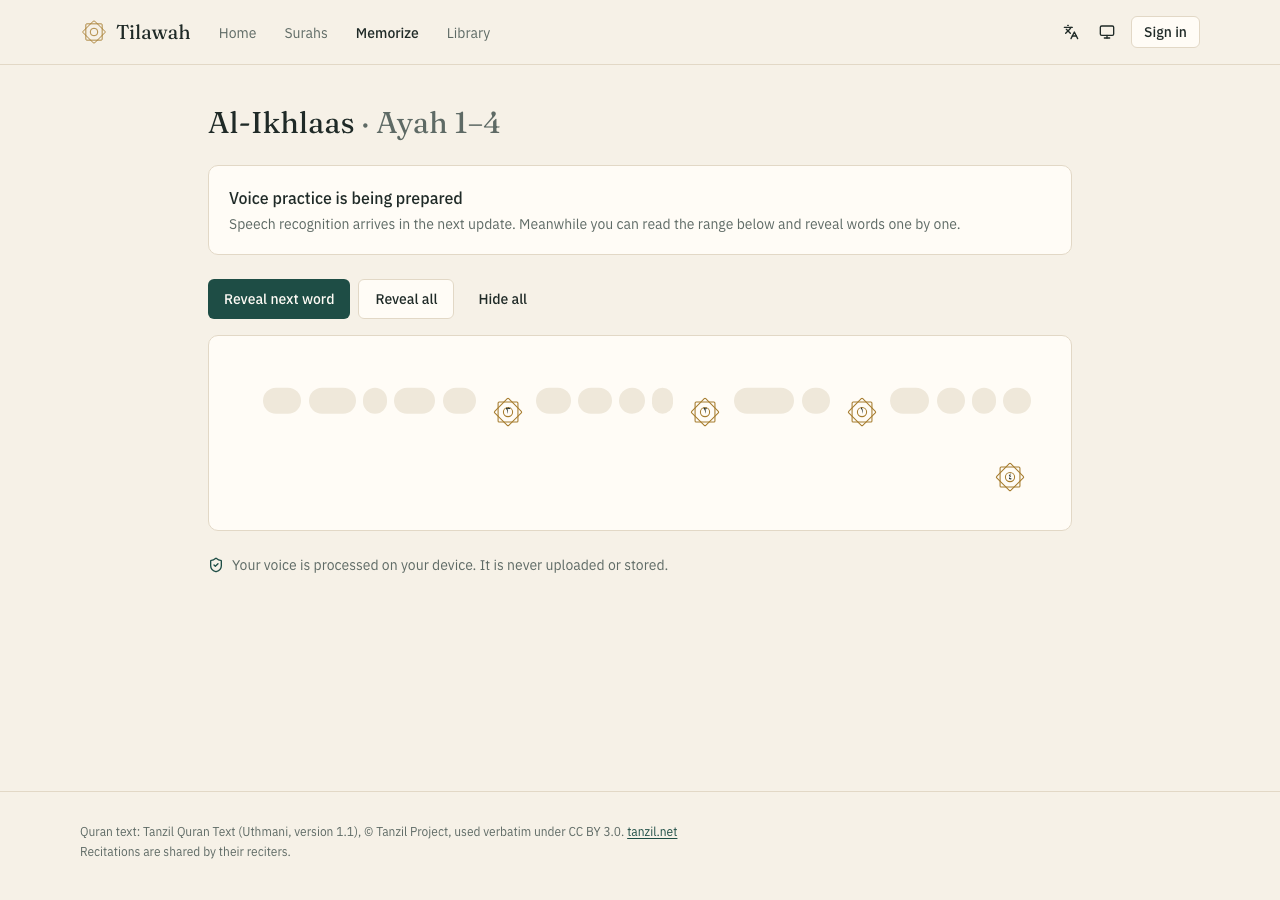 Tilawah
Home
Surahs
Memorize
Library
Sign in
Al-Ikhlaas · Ayah 1–4
Voice practice is being prepared
Speech recognition arrives in the next update. Meanwhile you can read the range below and reveal words one by one.
Reveal next word
Reveal all
Hide all
Your voice is processed on your device. It is never uploaded or stored.
Quran text: Tanzil Quran Text (Uthmani, version 1.1), © Tanzil Project, used verbatim under CC BY 3.0. tanzil.net
Recitations are shared by their reciters.